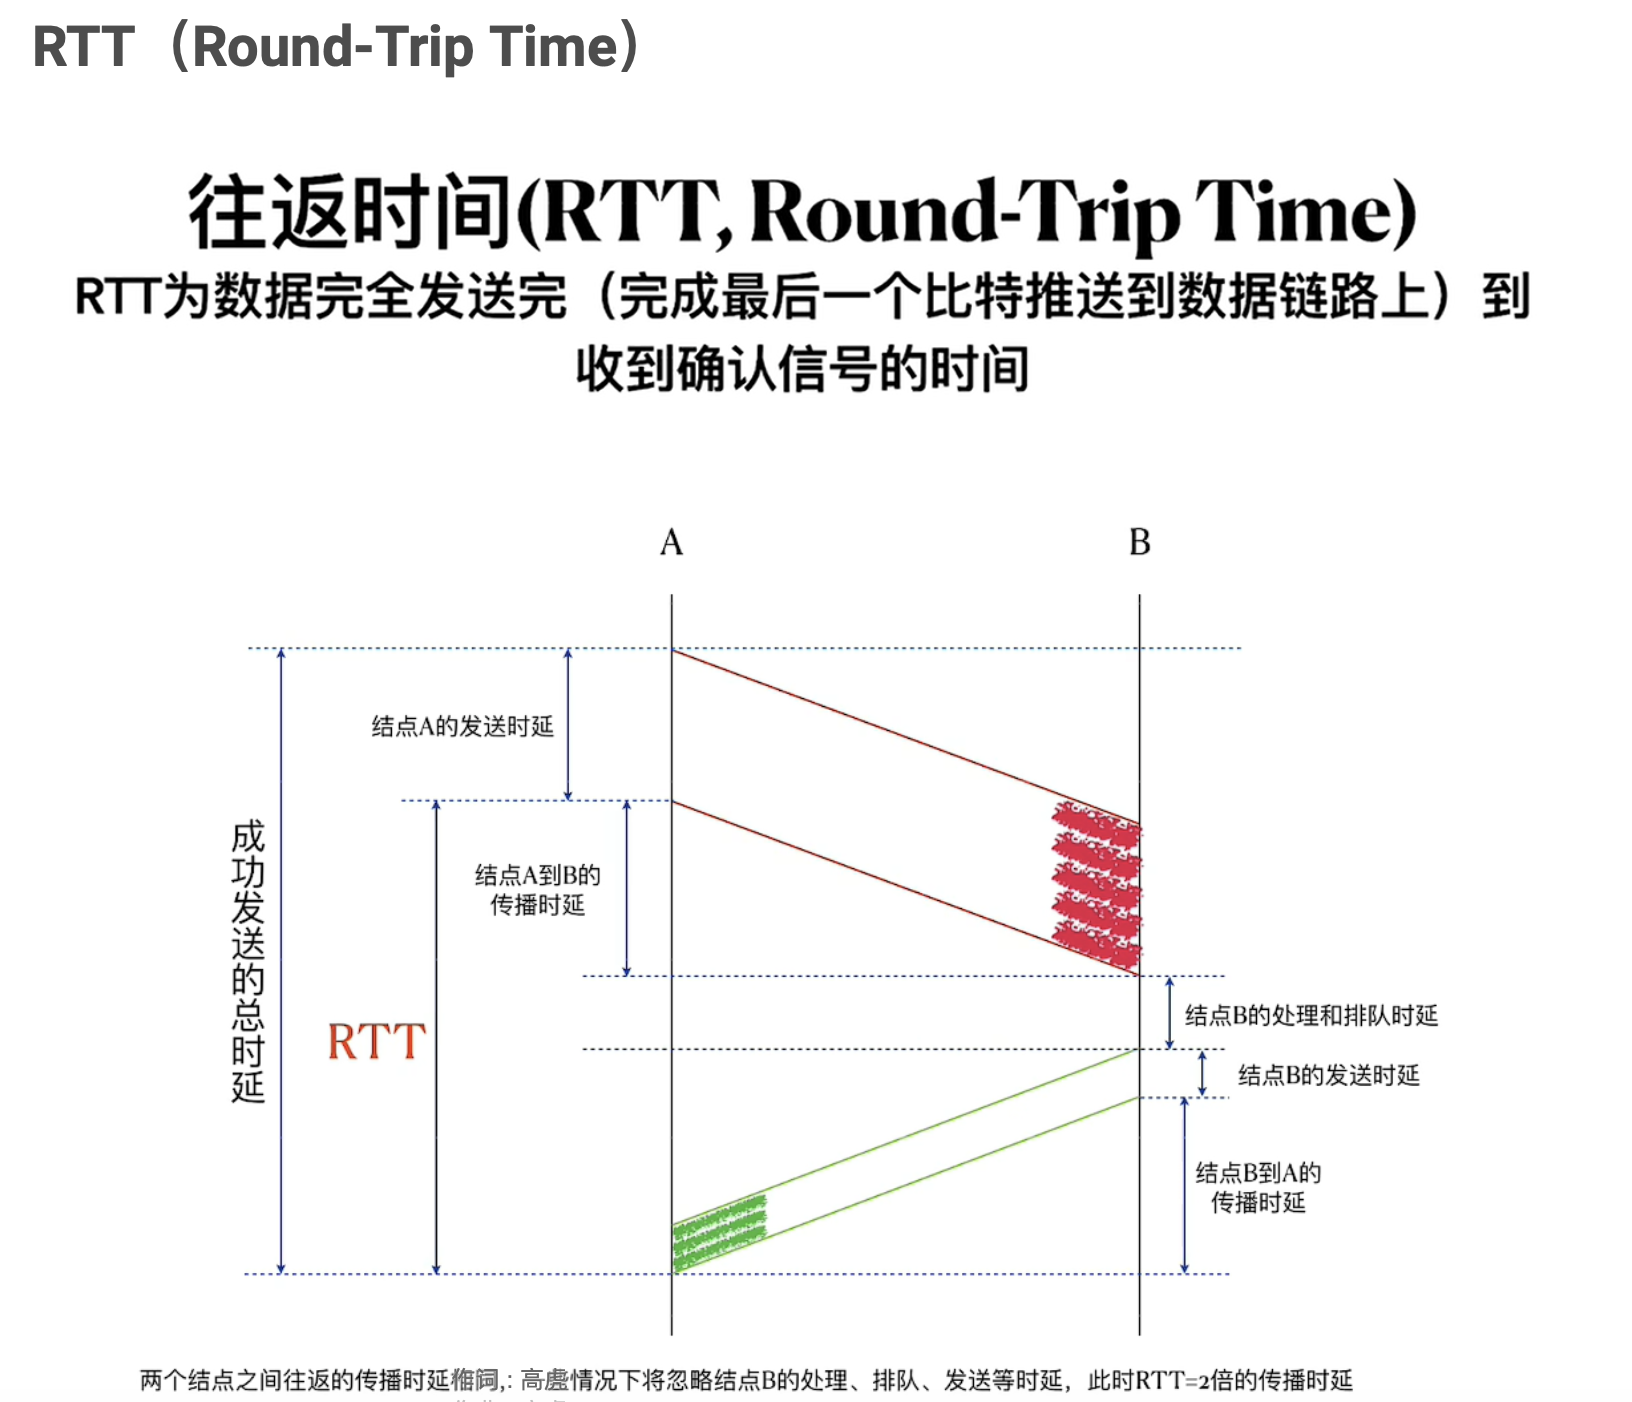 RTT（Round-Trip Time）
往返时间(RTT, Round-Trip Time)
RTT为数据完全发送完（完成最后一个比特推送到数据链路上）到
收到确认信号的时间
A
B
结点A的发送时延
成功发送的总时延
结点A到B的
传播时延
RTT
结点B的处理和排队时延
结点B的发送时延
结点B到A的
传播时延
两个结点之间往返的传播时延 情况下将忽略结点B的处理、排队、发送等时延，此时RTT=2倍的传播时延